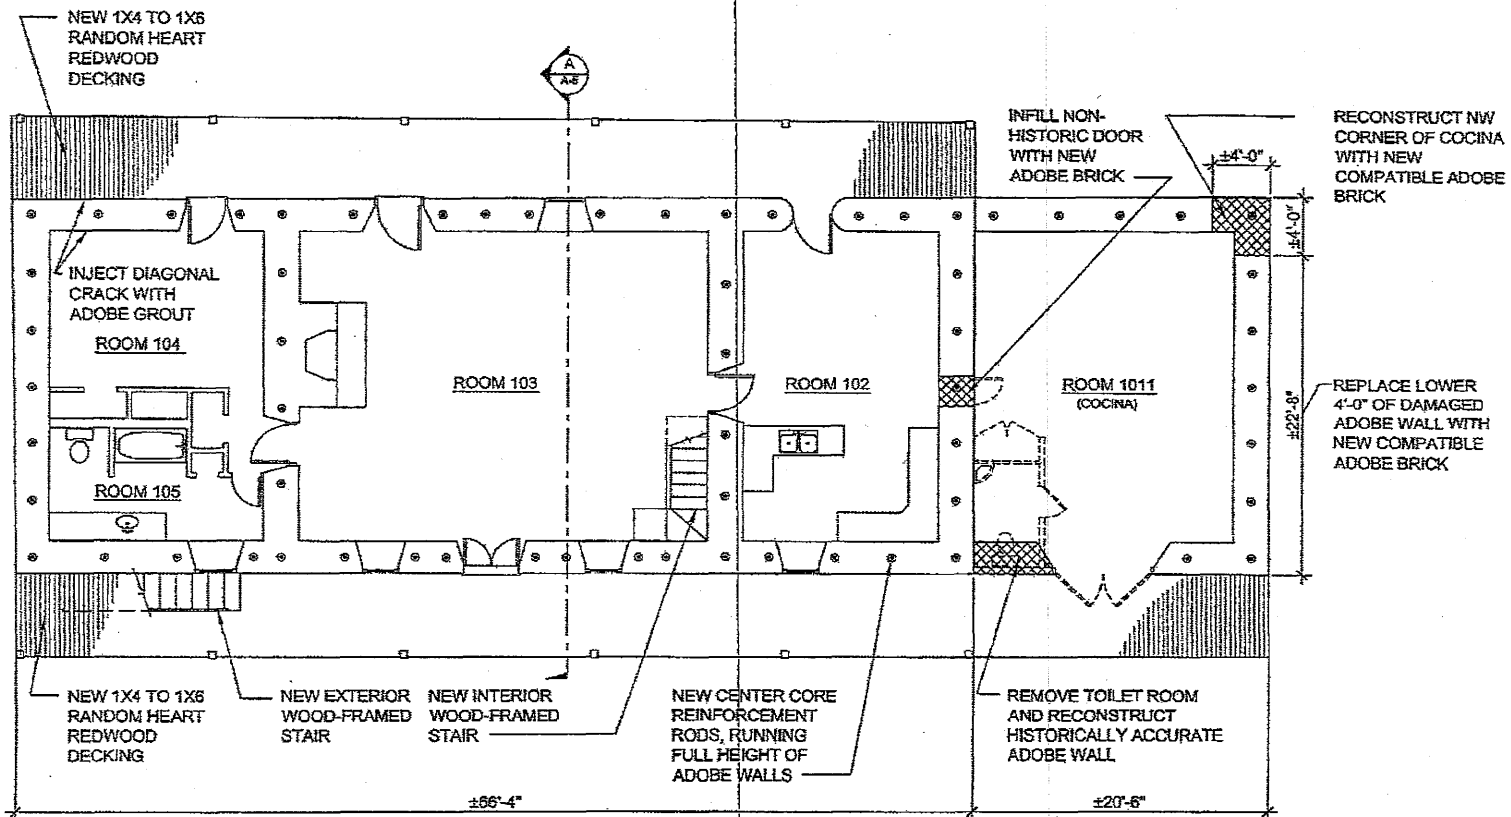 NEW 1X4 TO 1X6
RANDOM HEART
REDWOOD
DECKING
A
A-5
INFILL NON-
HISTORIC DOOR
WITH NEW
ADOBE BRICK
±4'-0"
RECONSTRUCT NW
CORNER OF COCINA
WITH NEW
COMPATIBLE ADOBE
BRICK
±4'-0"
INJECT DIAGONAL
CRACK WITH
ADOBE GROUT
ROOM 104
ROOM 103
ROOM 102
ROOM 1011
(COCINA)
REPLACE LOWER
4'-0" OF DAMAGED
ADOBE WALL WITH
NEW COMPATIBLE
ADOBE BRICK
±22'-8"
ROOM 105
NEW 1X4 TO 1X6
RANDOM HEART
REDWOOD
DECKING
NEW EXTERIOR
WOOD-FRAMED
STAIR
NEW INTERIOR
WOOD-FRAMED
STAIR
NEW CENTER CORE
REINFORCEMENT
RODS, RUNNING
FULL HEIGHT OF
ADOBE WALLS
REMOVE TOILET ROOM
AND RECONSTRUCT
HISTORICALLY ACCURATE
ADOBE WALL
±66'-4"
±20'-6"